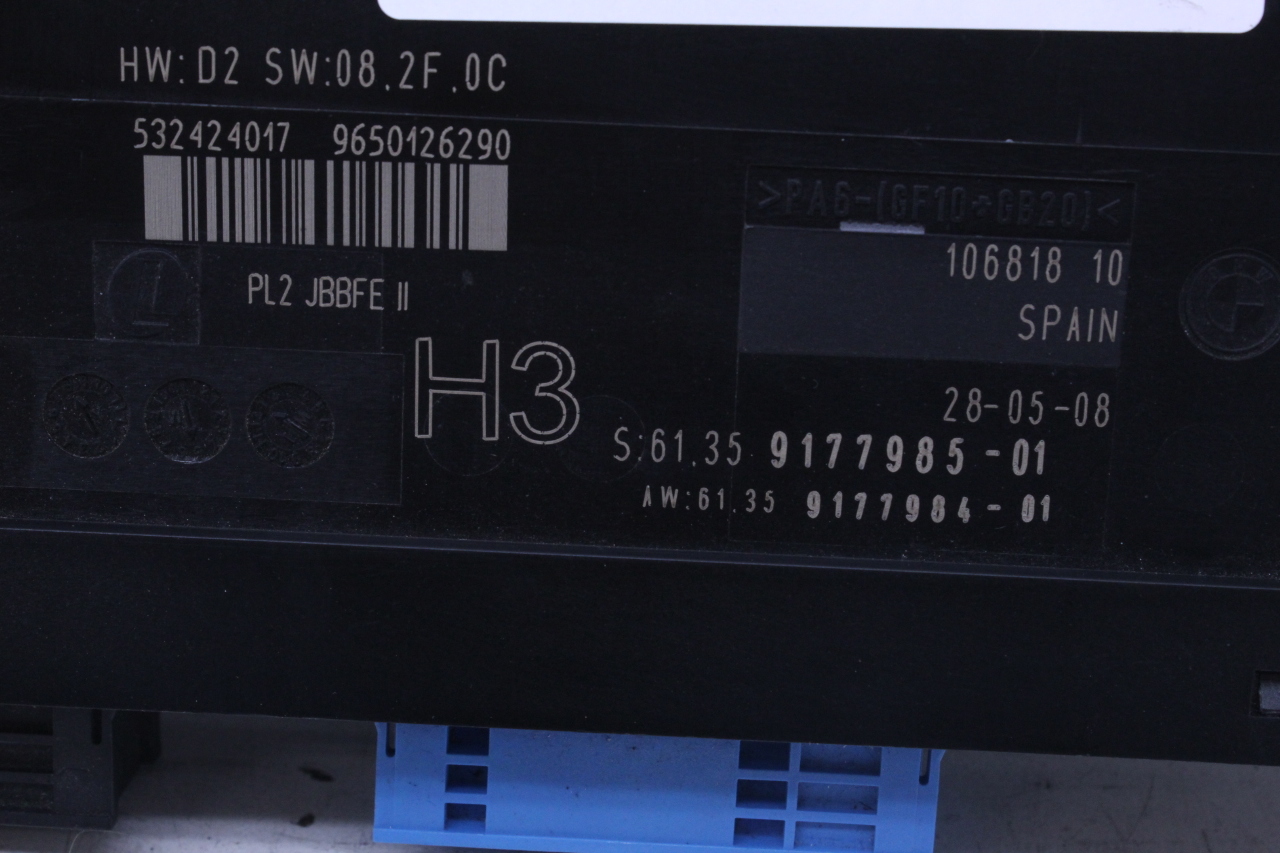 HW:D2 SW:08.2F.0C
532424017 9650126290
PL2 JBBFE II
H3
>PA6-(GF10+GB20)<
106818 10
SPAIN
28-05-08
S:61.35 9177985-01
AW:61.35 9177984-01